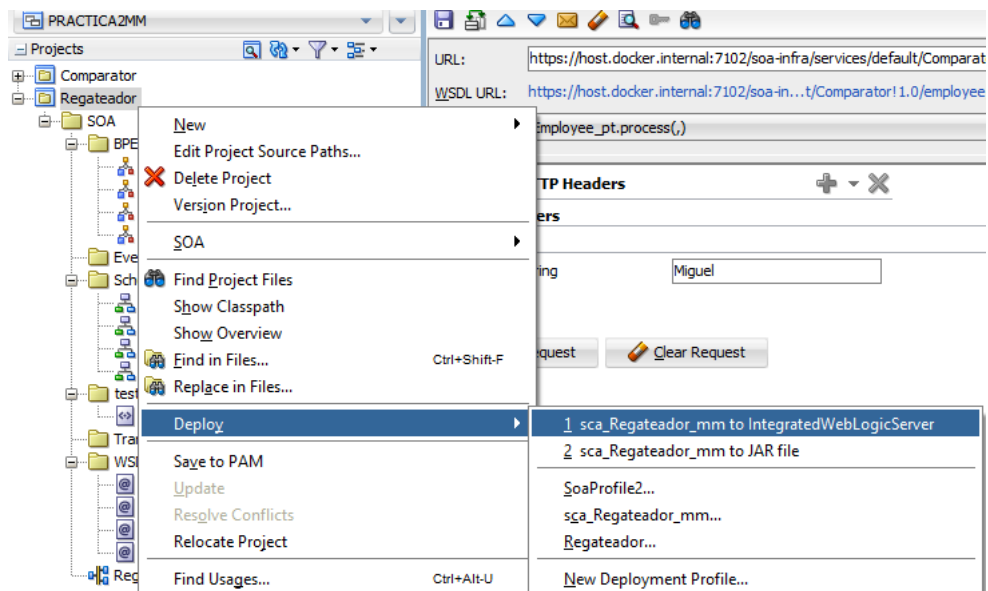 PRACTICA2MM
Projects
Comparator
Regateador
SOA
BPE
Eve
Sch
test
Tra
WSI
Reg
URL:
https://host.docker.internal:7102/soa-infra/services/default/Comparat
WSDL URL:
https://host.docker.internal:7102/soa-in...t/Comparator!1.0/employee
Employee_pt.process(,)
TTP Headers
ers
ring
Miguel
quest
Clear Request
New
Edit Project Source Paths...
Delete Project
Version Project...
SOA
Find Project Files
Show Classpath
Show Overview
Find in Files...
Ctrl+Shift-F
Replace in Files...
Deploy
Save to PAM
Update
Resolve Conflicts
Relocate Project
Find Usages...
Ctrl+Alt-U
1 sca_Regateador_mm to IntegratedWebLogicServer
2 sca_Regateador_mm to JAR file
SoaProfile2...
sca_Regateador_mm...
Regateador...
New Deployment Profile...